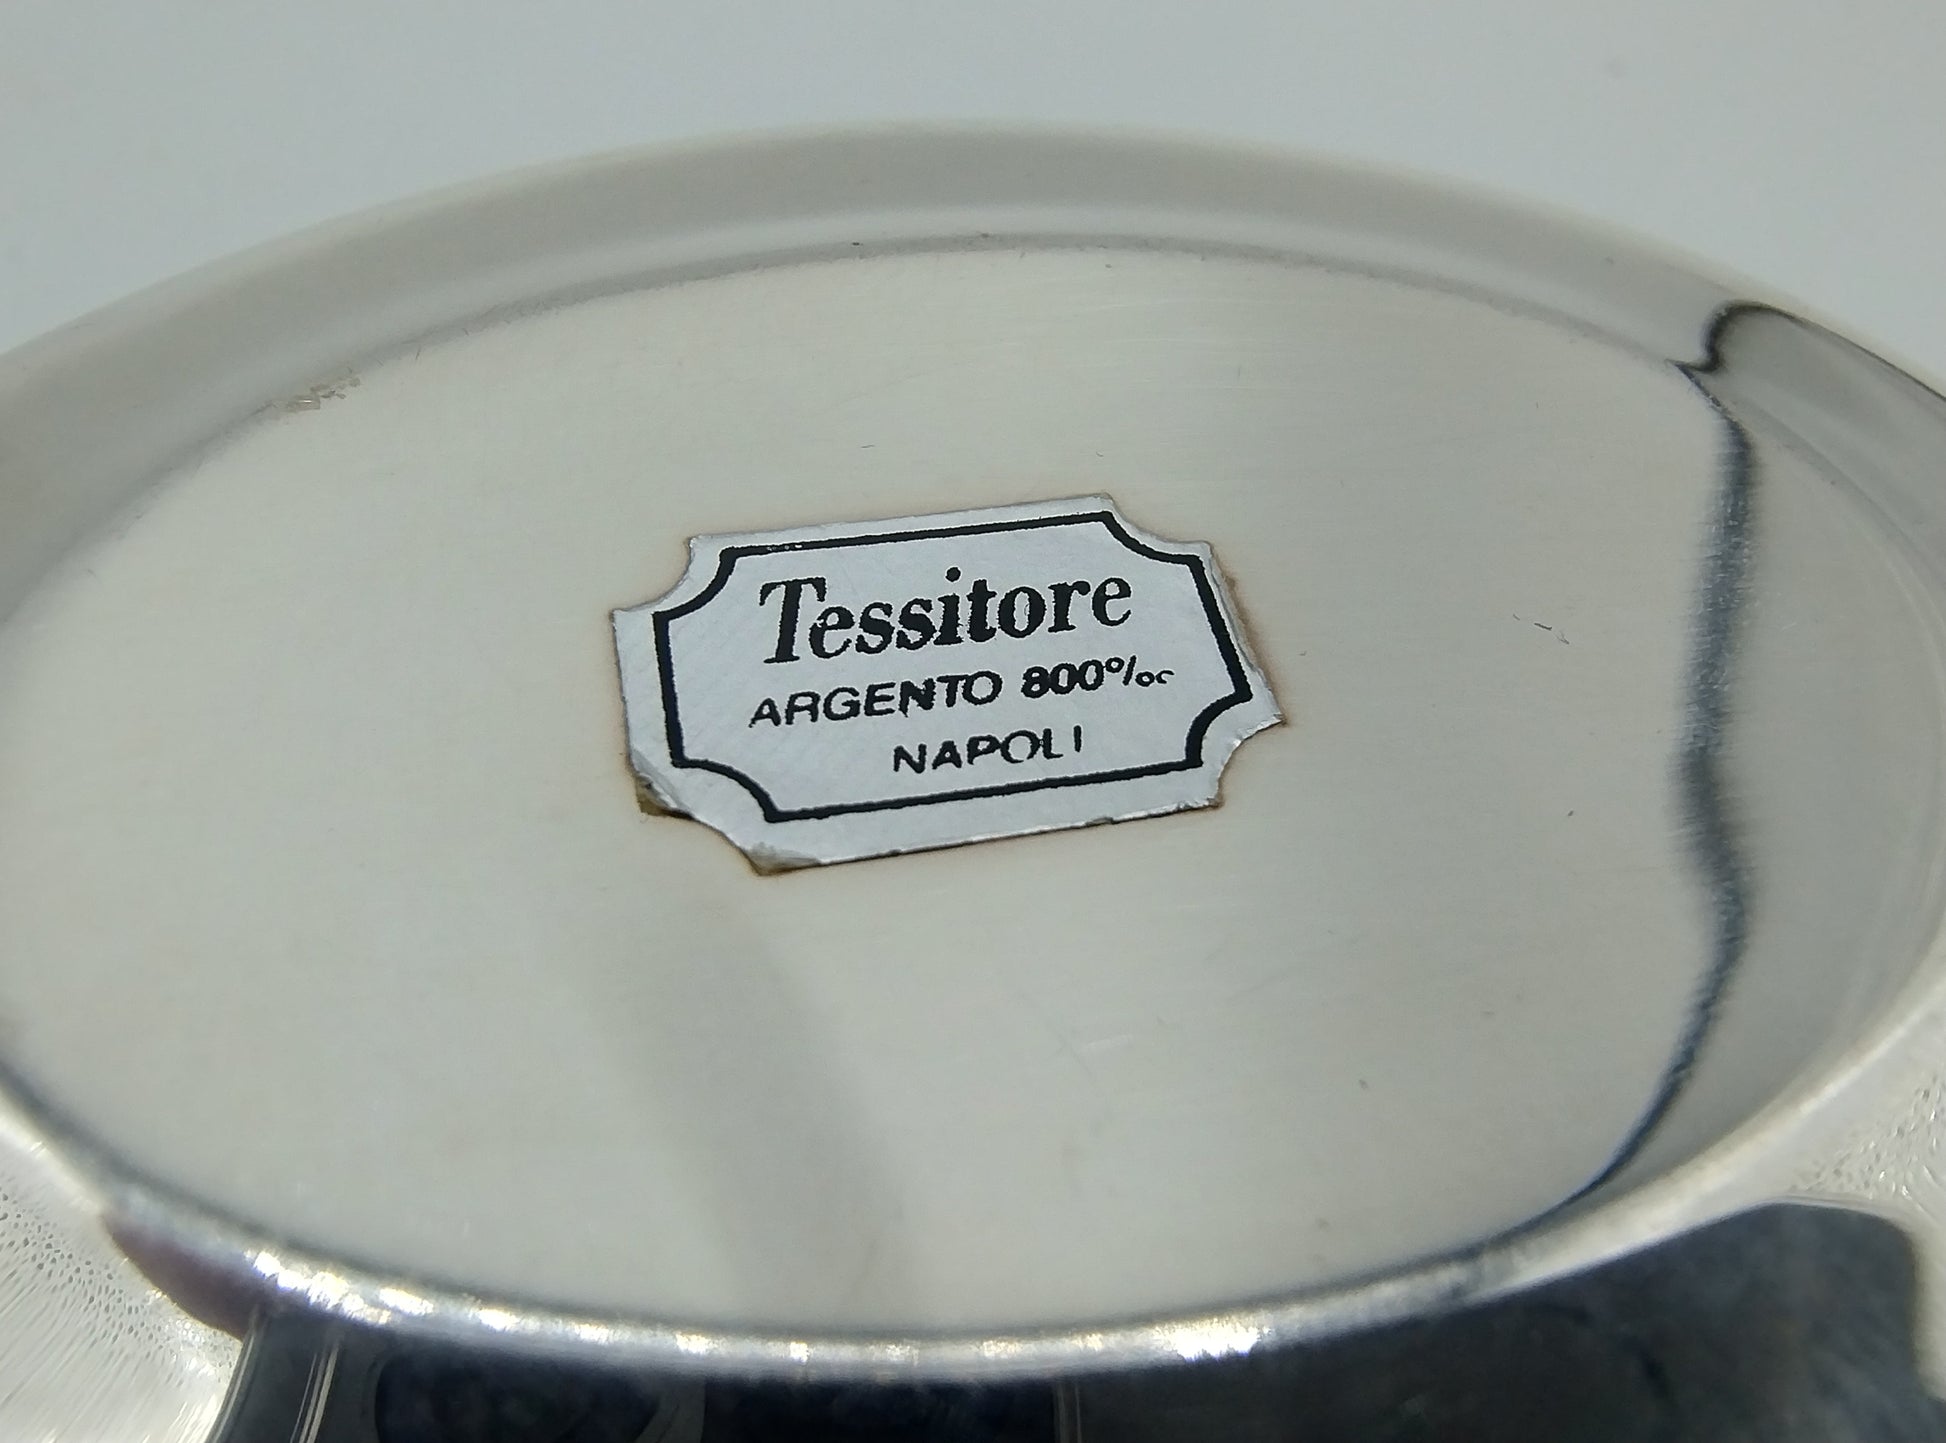 Tessitore
ARGENTO 800‰
NAPOLI